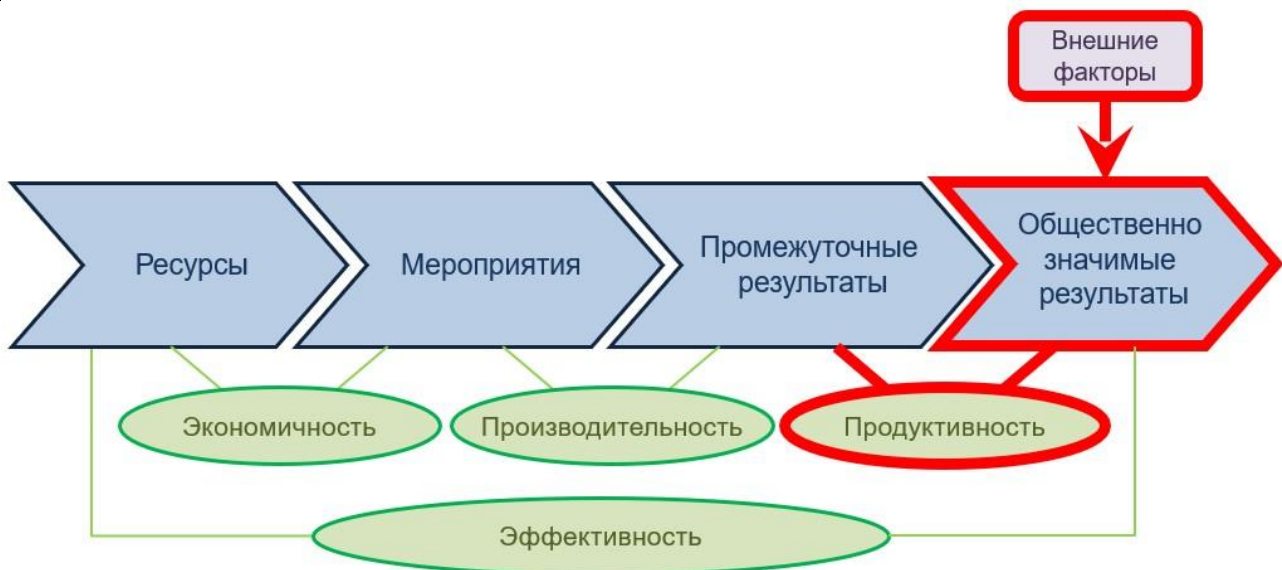 Внешние
факторы
Ресурсы
Мероприятия
Промежуточные
результаты
Общественно
значимые
результаты
Экономичность
Производительность
Продуктивность
Эффективность